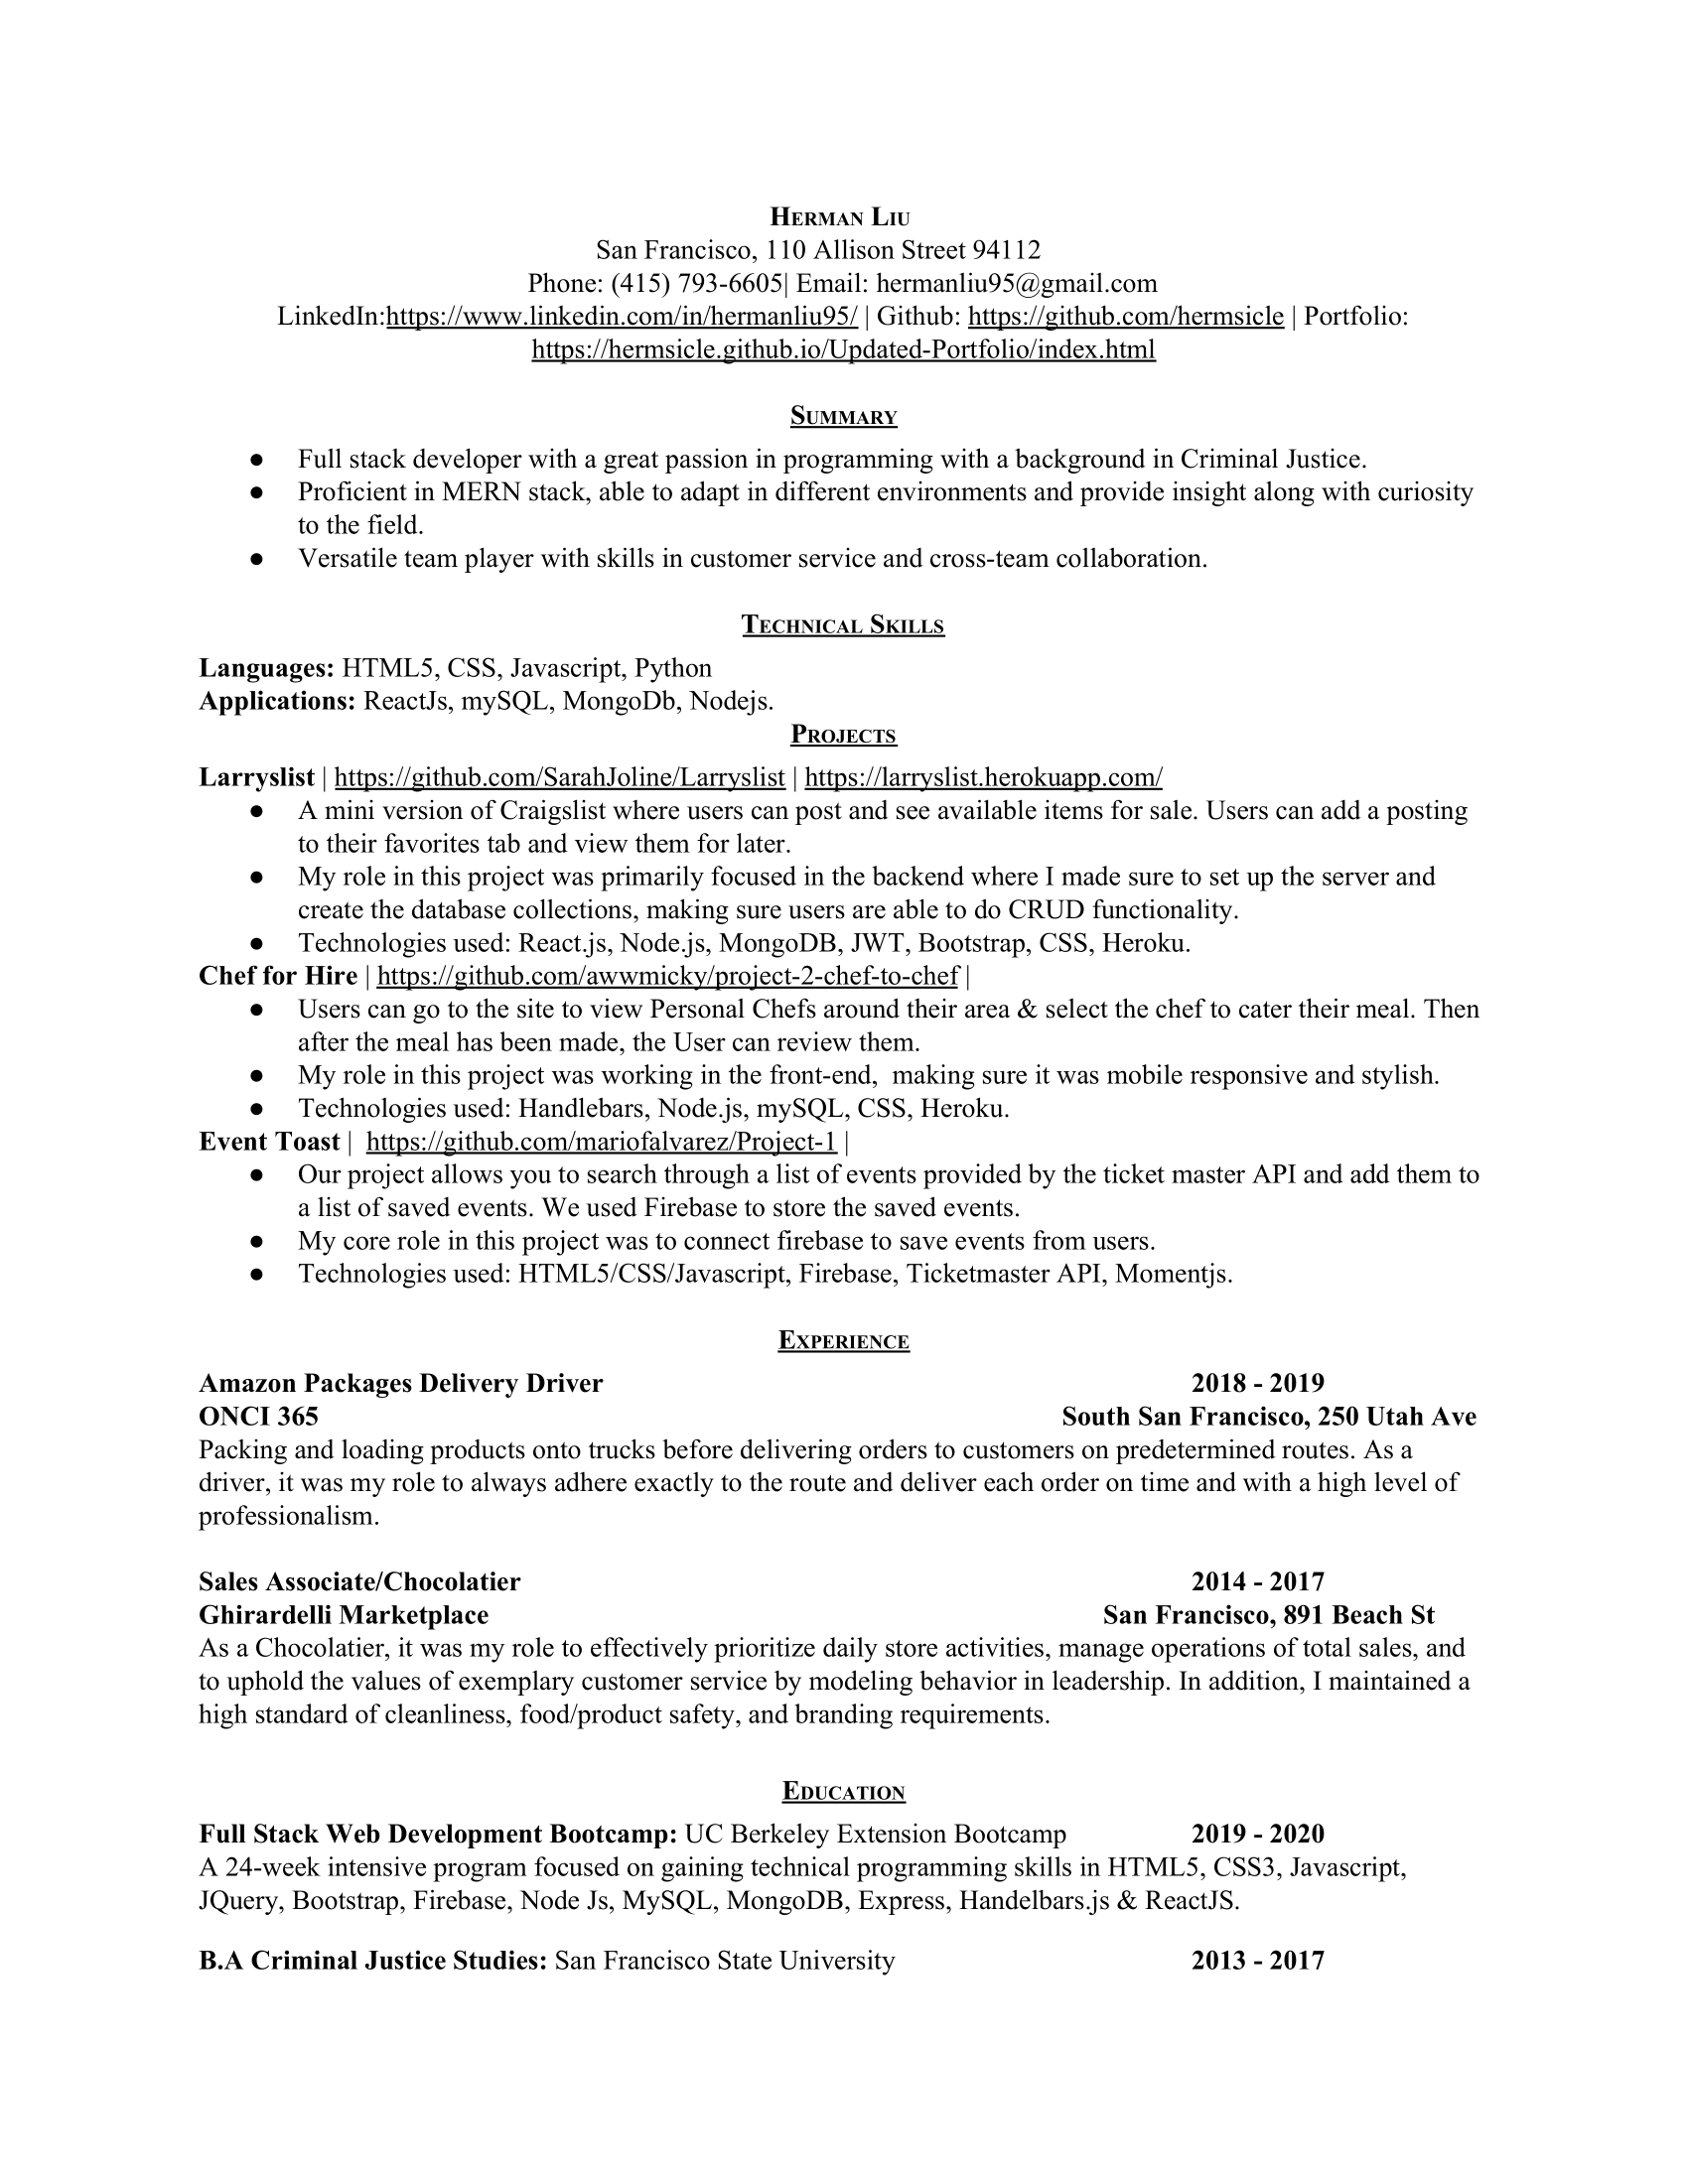 Herman Liu
San Francisco, 110 Allison Street 94112
Phone: (415) 793-6605| Email: hermanliu95@gmail.com
LinkedIn:https://www.linkedin.com/in/hermanliu95/ | Github: https://github.com/hermsicle | Portfolio:
https://hermsicle.github.io/Updated-Portfolio/index.html
Summary
● Full stack developer with a great passion in programming with a background in Criminal Justice.
● Proficient in MERN stack, able to adapt in different environments and provide insight along with curiosity
to the field.
● Versatile team player with skills in customer service and cross-team collaboration.
Technical Skills
Languages: HTML5, CSS, Javascript, Python
Applications: ReactJs, mySQL, MongoDb, Nodejs.
Projects
Larryslist | https://github.com/SarahJoline/Larryslist | https://larryslist.herokuapp.com/
● A mini version of Craigslist where users can post and see available items for sale. Users can add a posting
to their favorites tab and view them for later.
● My role in this project was primarily focused in the backend where I made sure to set up the server and
create the database collections, making sure users are able to do CRUD functionality.
● Technologies used: React.js, Node.js, MongoDB, JWT, Bootstrap, CSS, Heroku.
Chef for Hire | https://github.com/awwmicky/project-2-chef-to-chef |
● Users can go to the site to view Personal Chefs around their area & select the chef to cater their meal. Then
after the meal has been made, the User can review them.
● My role in this project was working in the front-end,  making sure it was mobile responsive and stylish.
● Technologies used: Handlebars, Node.js, mySQL, CSS, Heroku.
Event Toast |  https://github.com/mariofalvarez/Project-1 |
● Our project allows you to search through a list of events provided by the ticket master API and add them to
a list of saved events. We used Firebase to store the saved events.
● My core role in this project was to connect firebase to save events from users.
● Technologies used: HTML5/CSS/Javascript, Firebase, Ticketmaster API, Momentjs.
Experience
Amazon Packages Delivery Driver 2018 - 2019
ONCI 365 South San Francisco, 250 Utah Ave
Packing and loading products onto trucks before delivering orders to customers on predetermined routes. As a
driver, it was my role to always adhere exactly to the route and deliver each order on time and with a high level of
professionalism.
Sales Associate/Chocolatier 2014 - 2017
Ghirardelli Marketplace San Francisco, 891 Beach St
As a Chocolatier, it was my role to effectively prioritize daily store activities, manage operations of total sales, and
to uphold the values of exemplary customer service by modeling behavior in leadership. In addition, I maintained a
high standard of cleanliness, food/product safety, and branding requirements.
Education
Full Stack Web Development Bootcamp: UC Berkeley Extension Bootcamp 2019 - 2020
A 24-week intensive program focused on gaining technical programming skills in HTML5, CSS3, Javascript,
JQuery, Bootstrap, Firebase, Node Js, MySQL, MongoDB, Express, Handelbars.js & ReactJS.
B.A Criminal Justice Studies: San Francisco State University 2013 - 2017